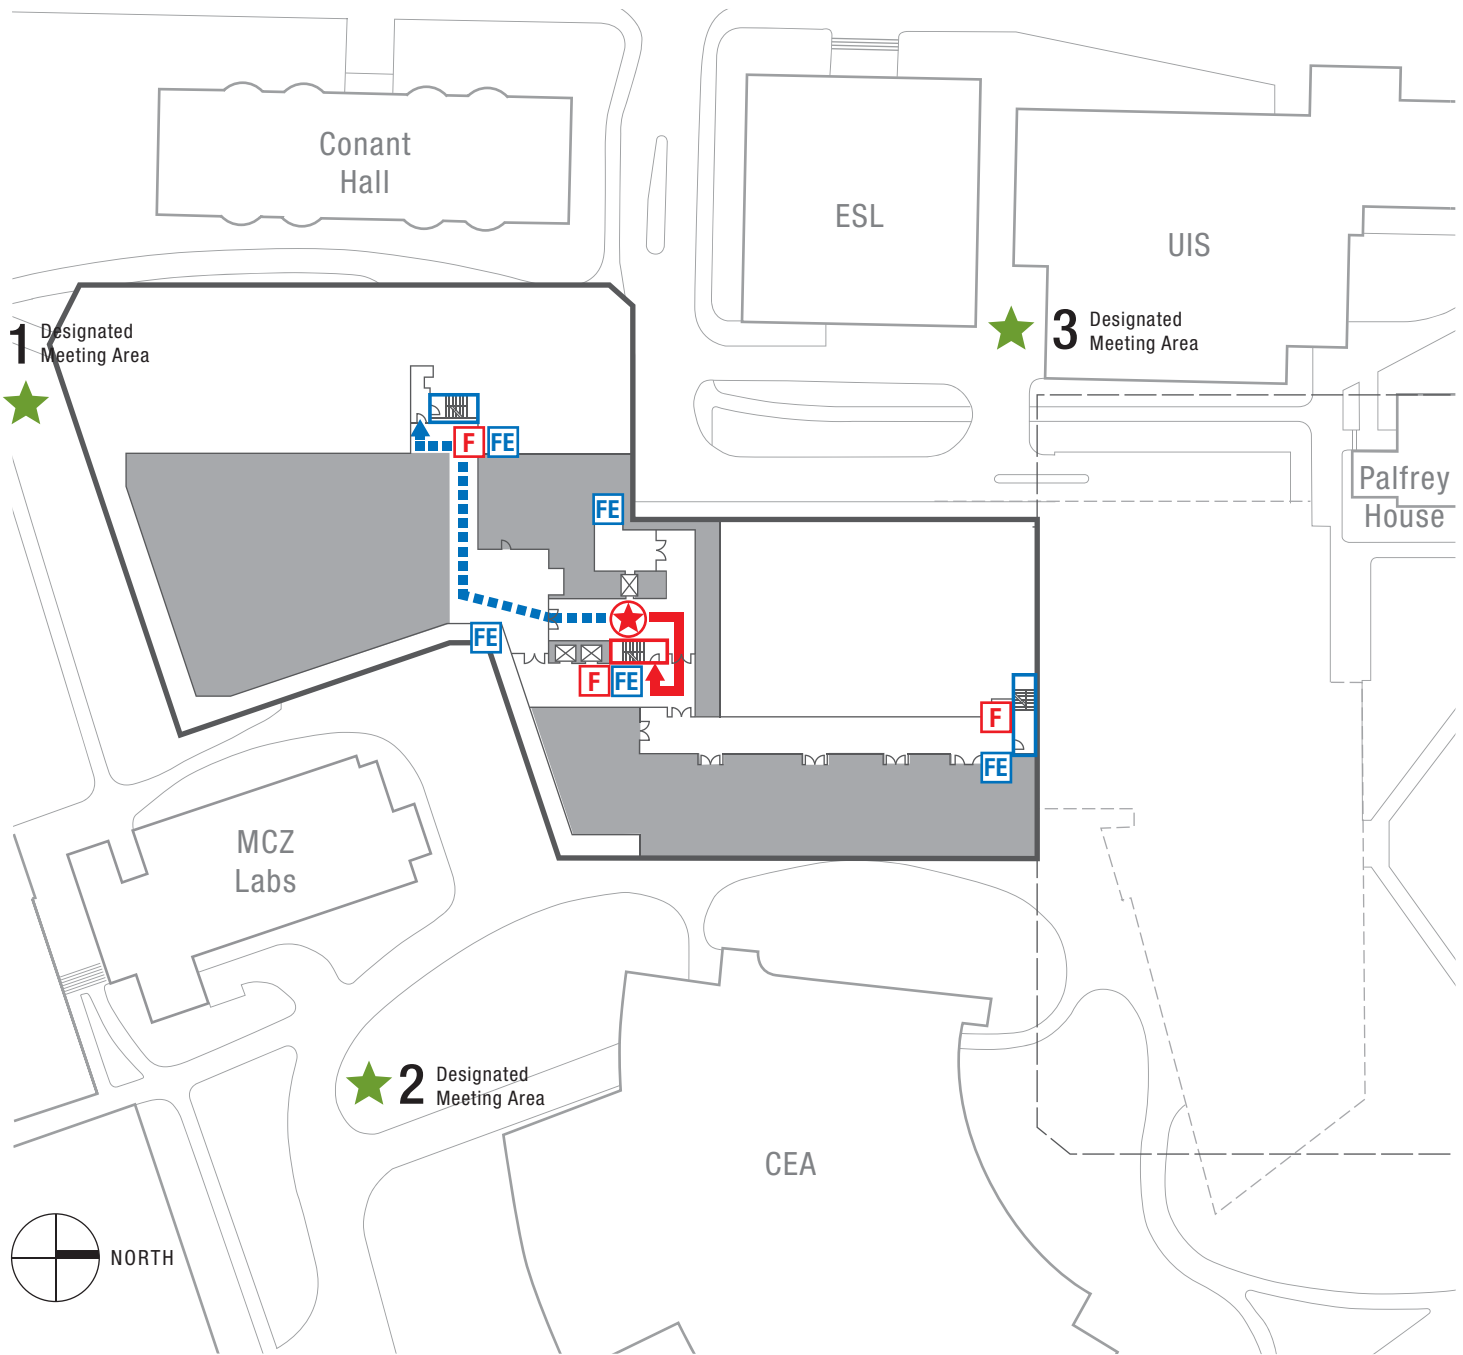 Conant
Hall
ESL
UIS
1 Designated
Meeting Area
3 Designated
Meeting Area
F FE
Palfrey
House
FE
FE
F FE
F
FE
MCZ
Labs
2 Designated
Meeting Area
CEA
NORTH